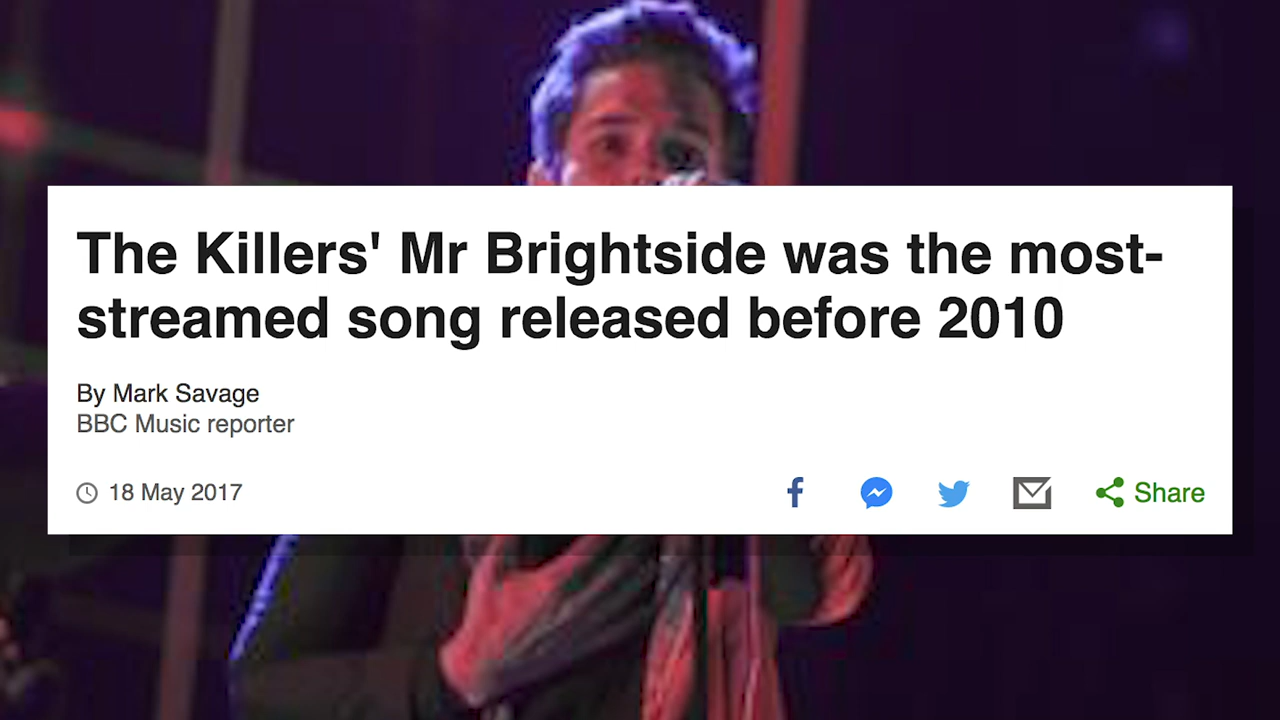 The Killers' Mr Brightside was the most-
streamed song released before 2010
By Mark Savage
BBC Music reporter
18 May 2017
Share